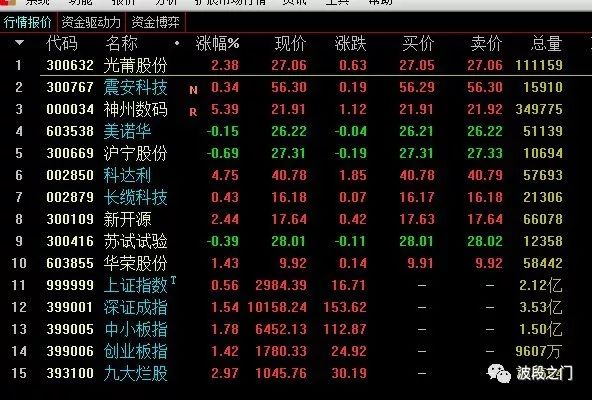 系统 功能 报价 分析 扩展市场行情 资讯 工具 帮助
行情报价 资金驱动力 资金博弈
代码 名称 涨幅% 现价 涨跌 买价 卖价 总量
1 300632 光莆股份 2.38 27.06 0.63 27.05 27.06 111159
2 300767 震安科技 N 0.34 56.30 0.19 56.29 56.30 15910
3 000034 神州数码 R 5.39 21.91 1.12 21.91 21.92 349775
4 603538 美诺华 -0.15 26.22 -0.04 26.21 26.22 51139
5 300669 沪宁股份 -0.69 27.31 -0.19 27.31 27.33 10694
6 002850 科达利 4.75 40.78 1.85 40.78 40.79 57693
7 002879 长缆科技 0.43 16.18 0.07 16.17 16.18 21306
8 300109 新开源 2.44 17.64 0.42 17.63 17.64 66078
9 300416 苏试试验 -0.39 28.01 -0.11 28.01 28.02 12358
10 603855 华荣股份 1.43 9.92 0.14 9.91 9.92 58442
11 999999 上证指数 T 0.56 2984.39 16.71 — — 2.12亿
12 399001 深证成指 1.54 10158.24 153.62 — — 3.53亿
13 399005 中小板指 1.78 6452.13 112.87 — — 1.50亿
14 399006 创业板指 1.42 1780.33 24.92 — — 9607万
15 393100 九大烂股 2.97 1045.76 30.19 —
波段之门